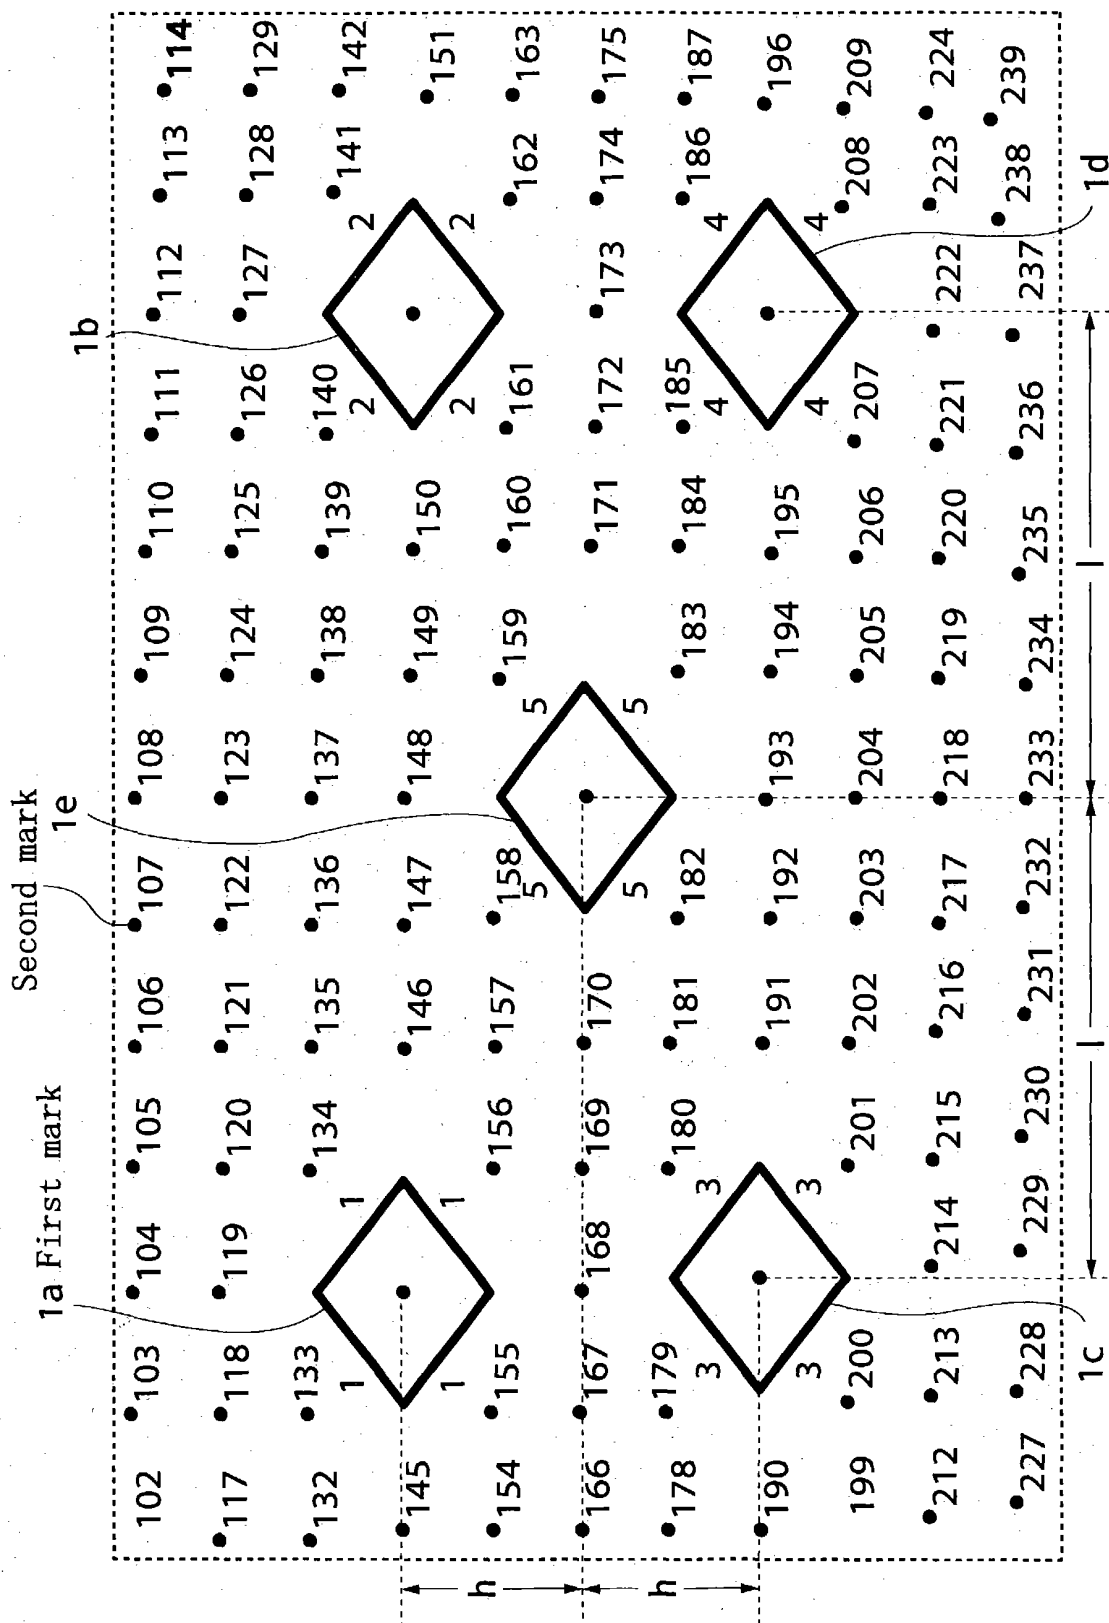 Second mark
1a First mark
1e
1b
102 103 104 105 106 107 108 109 110 111 112 113 114
117 118 119 120 121 122 123 124 125 126 127 128 129
132 133 134 135 136 137 138 139 140 141 142
1 1 2 2
145 146 147 148 149 150 151
1 1 2 2
h
154 155 156 157 158 159 160 161 162 163
5 5
166 167 168 169 170 171 172 173 174 175
5 5
h
178 179 180 181 182 183 184 185 186 187
3 3 4 4
190 191 192 193 194 195 196
3 3 4 4
199 200 201 202 203 204 205 206 207 208 209
212 213 214 215 216 217 218 219 220 221 222 223 224
227 228 229 230 231 232 233 234 235 236 237 238 239
1c l l 1d